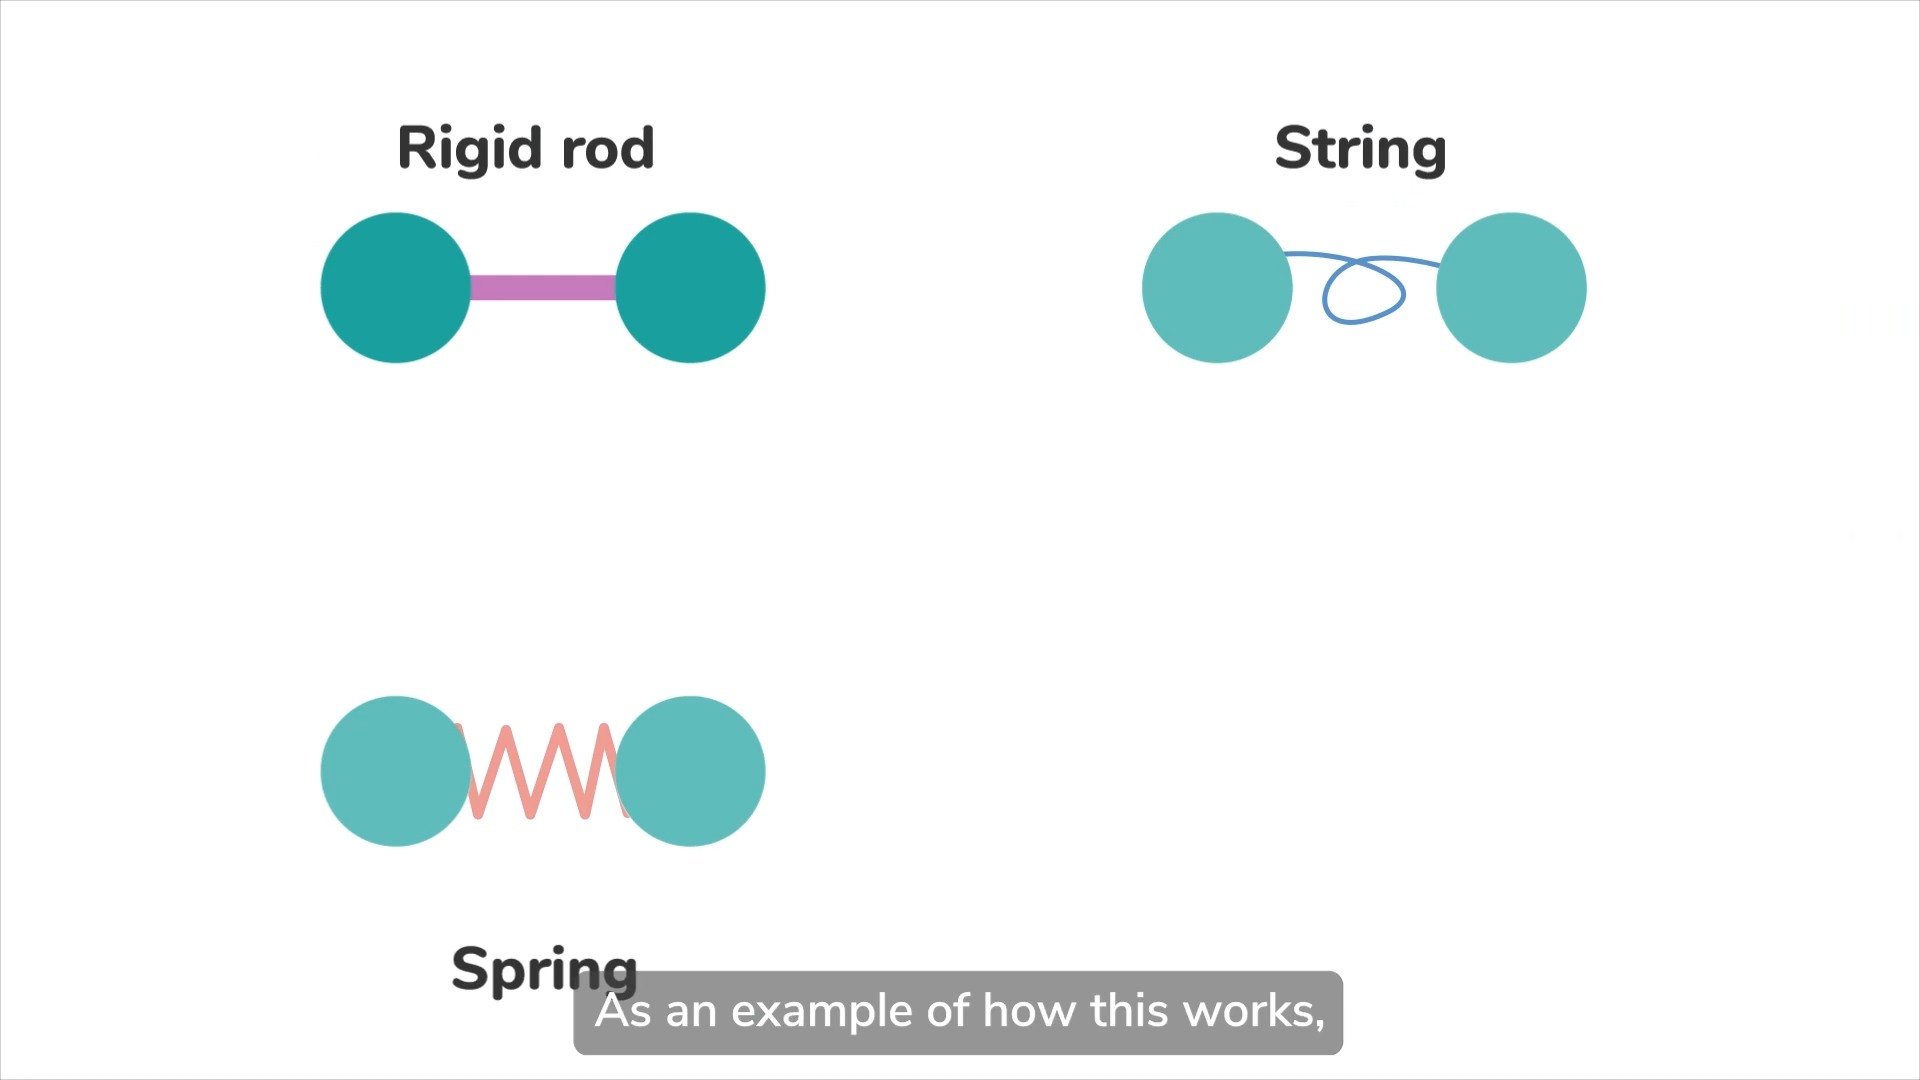 Rigid rod
String
Spring
As an example of how this works,